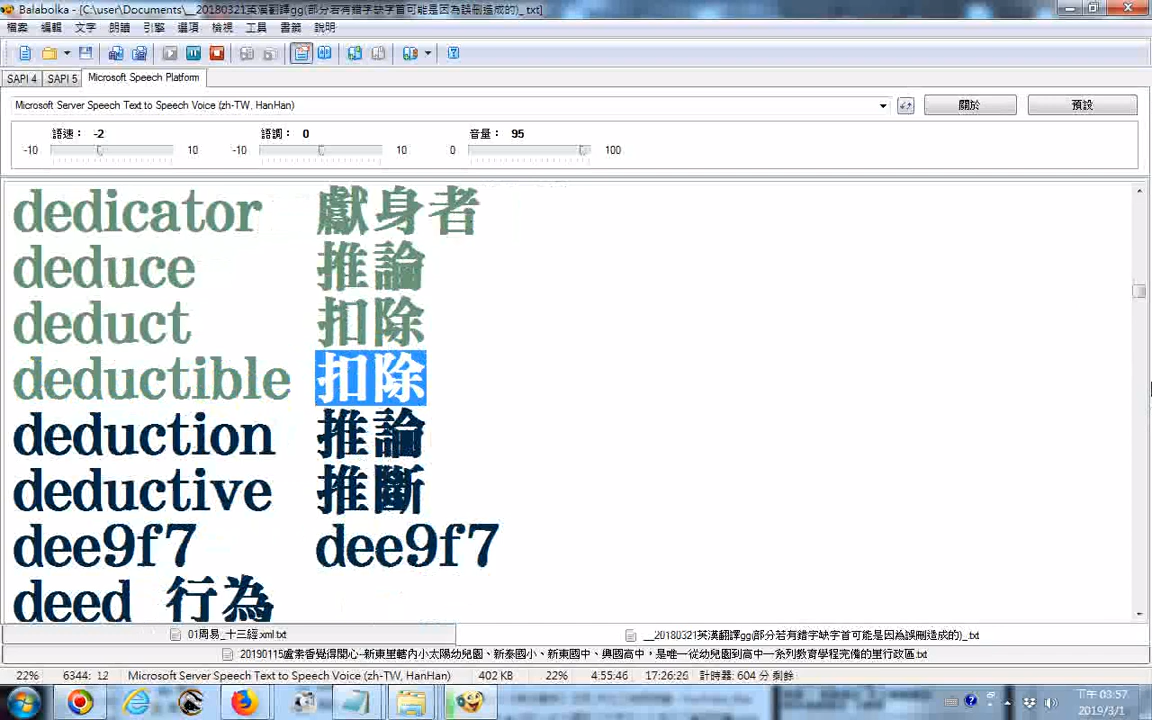 Balabolka - [C:\user\Documents\__20180321英漢翻譯gg(部分若有錯字缺字首可能是因為誤刪造成的)_.txt]
檔案 編輯 文字 朗讀 引擎 選項 檢視 工具 書籤 說明
SAPI 4 SAPI 5 Microsoft Speech Platform
Microsoft Server Speech Text to Speech Voice (zh-TW, HanHan) 關於 預設
語速： -2 語調： 0 音量： 95
-10 10 -10 10 0 100
dedicator 獻身者
deduce 推論
deduct 扣除
deductible 扣除
deduction 推論
deductive 推斷
dee9f7 dee9f7
deed 行為
01周易_十三經.xml.txt __20180321英漢翻譯gg(部分若有錯字缺字首可能是因為誤刪造成的)_.txt
20190115盧素香覺得開心--新東里轄內小太陽幼兒園、新泰國小、新東國中、興國高中，是唯一從幼兒園到高中一系列教育學程完備的里行政區.txt
22% 6344: 12 Microsoft Server Speech Text to Speech Voice (zh-TW, HanHan) 402 KB 22% 4:55:46 17:26:26 計時器: 604 分 剩餘
下午 03:57
2019/3/1